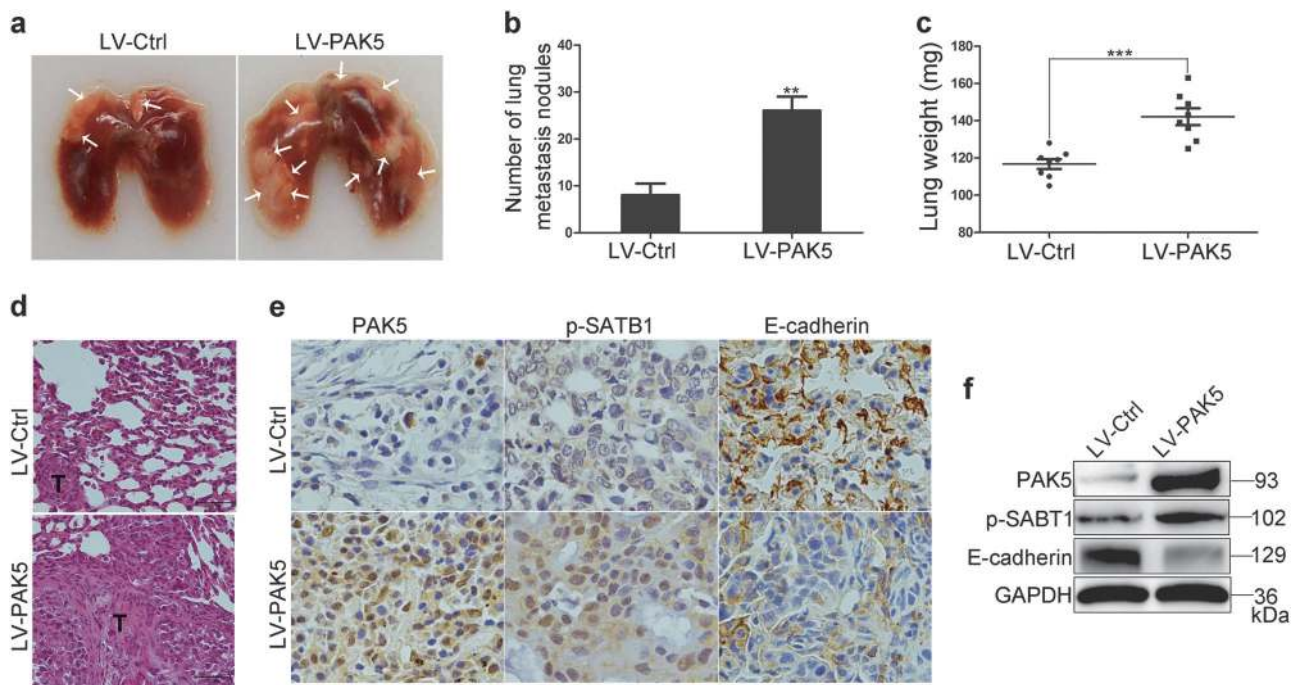 a
LV-Ctrl
LV-PAK5
b
Number of lung
metastasis nodules
40
30
20
10
0
**
LV-Ctrl
LV-PAK5
c
Lung weight (mg)
180
160
140
120
100
80
***
LV-Ctrl
LV-PAK5
d
LV-Ctrl
T
LV-PAK5
T
e
PAK5
p-SATB1
E-cadherin
LV-Ctrl
LV-PAK5
f
LV-Ctrl
LV-PAK5
PAK5
93
p-SABT1
102
E-cadherin
129
GAPDH
36
kDa